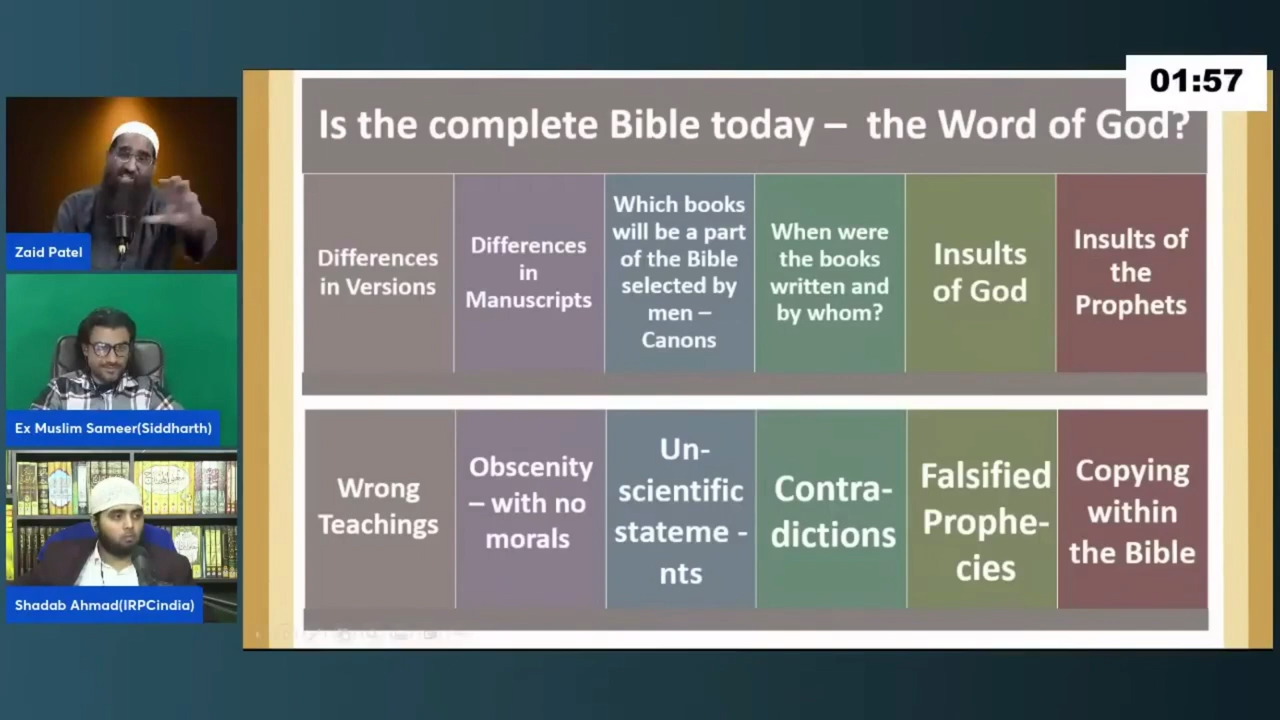 01:57
Is the complete Bible today – the Word of God?
Differences
in Versions
Differences
in
Manuscripts
Which books
will be a part
of the Bible
selected by
men –
Canons
When were
the books
written and
by whom?
Insults
of God
Insults of
the
Prophets
Wrong
Teachings
Obscenity
– with no
morals
Un-
scientific
stateme -
nts
Contra-
dictions
Falsified
Prophe-
cies
Copying
within
the Bible
Zaid Patel
Ex Muslim Sameer(Siddharth)
Shadab Ahmad(IRPCindia)